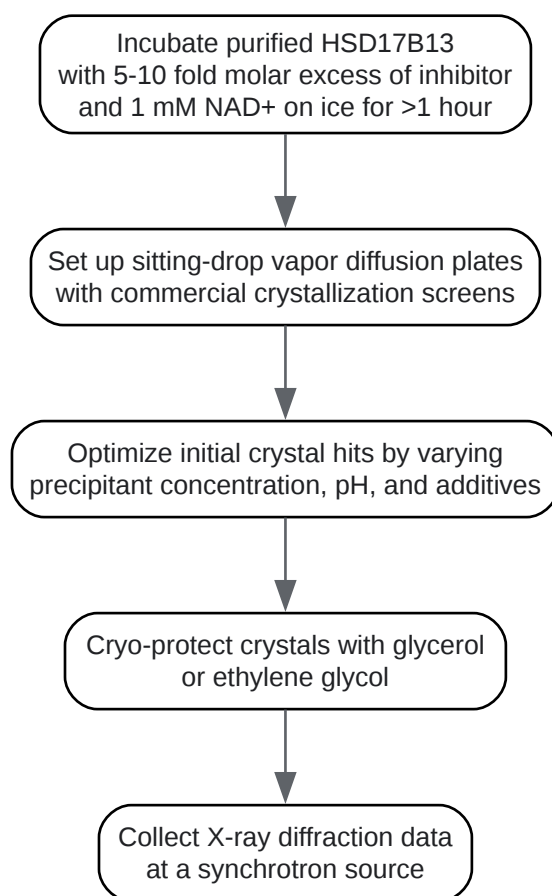 Incubate purified HSD17B13
with 5-10 fold molar excess of inhibitor
and 1 mM NAD+ on ice for >1 hour
Set up sitting-drop vapor diffusion plates
with commercial crystallization screens
Optimize initial crystal hits by varying
precipitant concentration, pH, and additives
Cryo-protect crystals with glycerol
or ethylene glycol
Collect X-ray diffraction data
at a synchrotron source